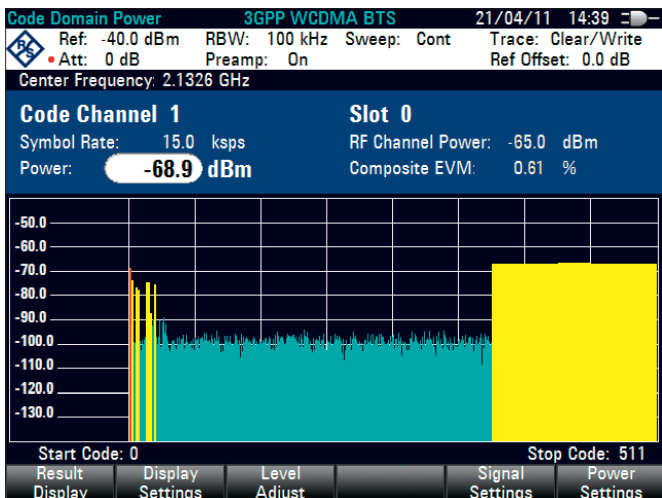 Code Domain Power 3GPP WCDMA BTS 21/04/11 14:39
R&S Ref: -40.0 dBm RBW: 100 kHz Sweep: Cont Trace: Clear/Write
Att: 0 dB Preamp: On Ref Offset: 0.0 dB
Center Frequency: 2.1326 GHz
Code Channel 1 Slot 0
Symbol Rate: 15.0 ksps RF Channel Power: -65.0 dBm
Power: -68.9 dBm Composite EVM: 0.61 %
-50.0
-60.0
-70.0
-80.0
-90.0
-100.0
-110.0
-120.0
-130.0
Start Code: 0 Stop Code: 511
Result Display Level Signal Power
Display Settings Adjust Settings Settings